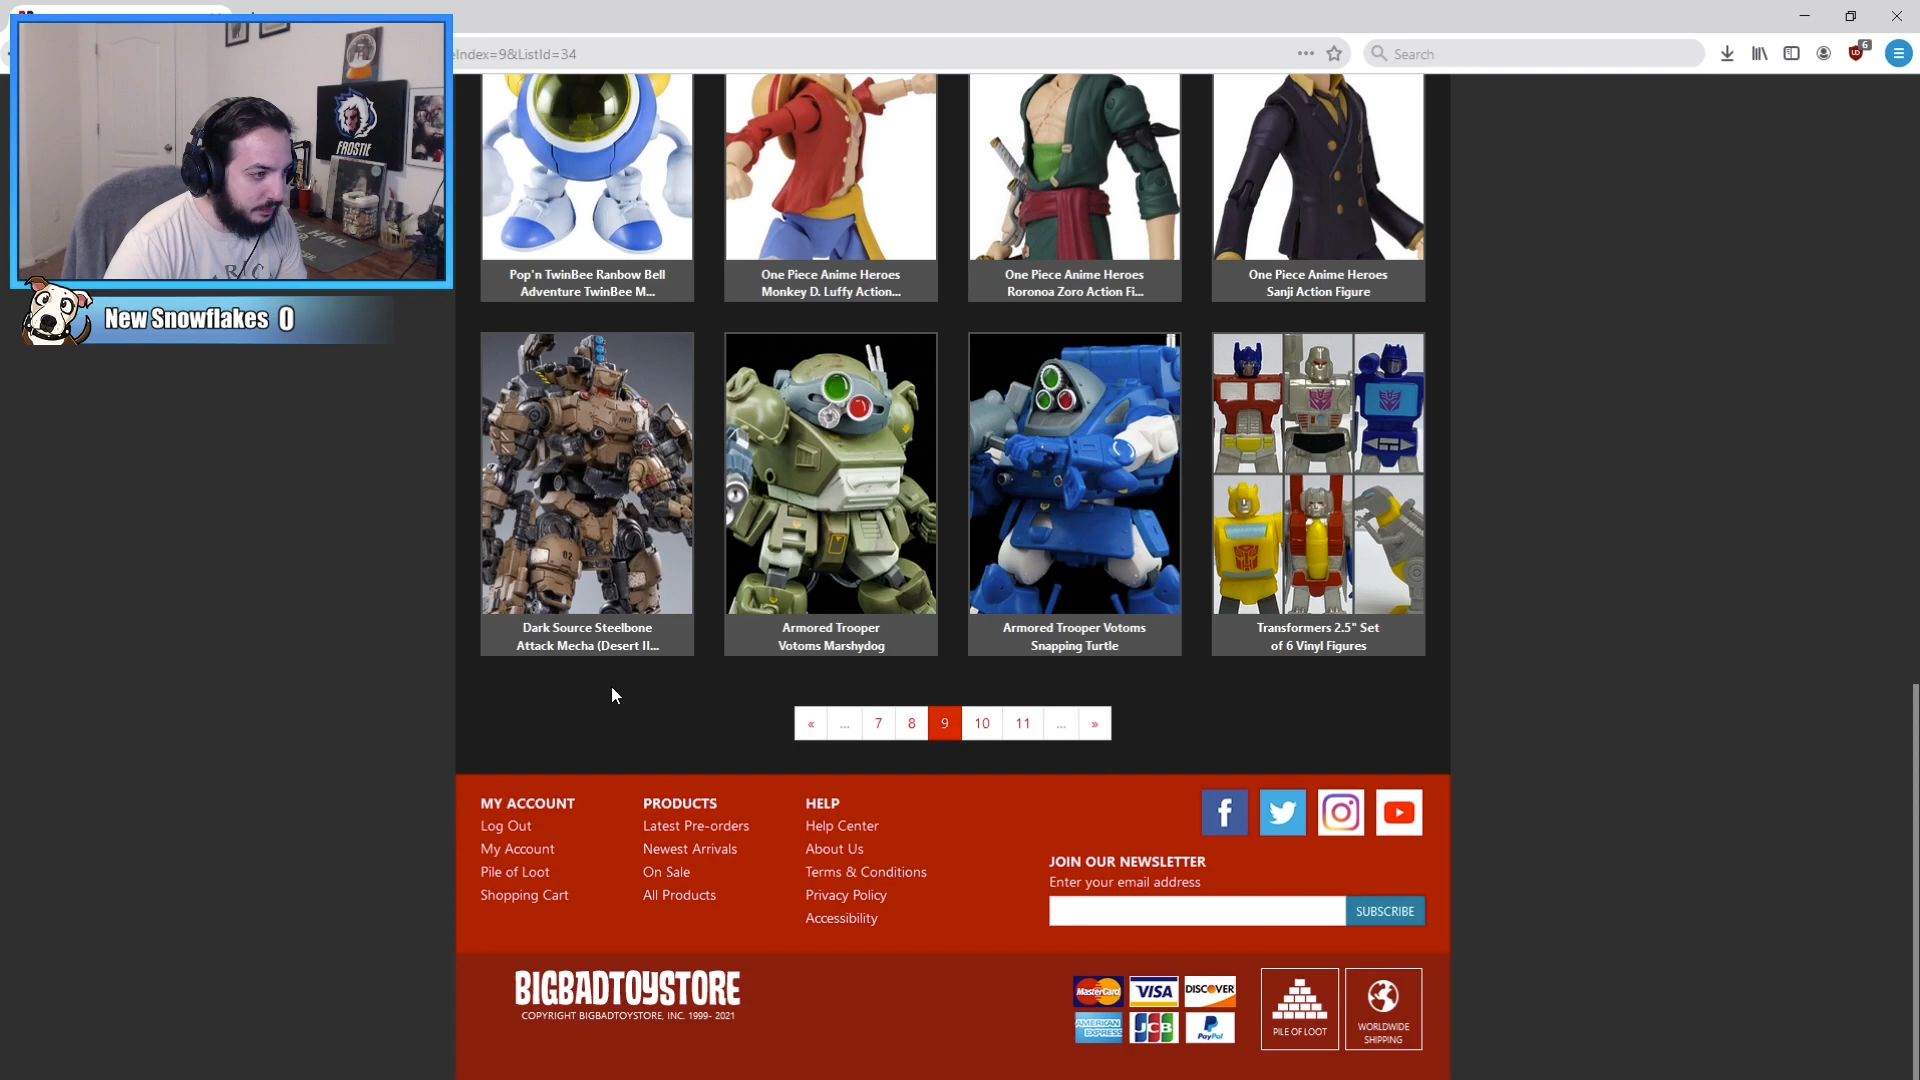 eIndex=9&ListId=34
Search
6
FROSTIE
New Snowflakes 0
Pop'n TwinBee Ranbow Bell
Adventure TwinBee M...
One Piece Anime Heroes
Monkey D. Luffy Action...
One Piece Anime Heroes
Roronoa Zoro Action Fi...
One Piece Anime Heroes
Sanji Action Figure
02
Dark Source Steelbone
Attack Mecha (Desert II...
Armored Trooper
Votoms Marshydog
Armored Trooper Votoms
Snapping Turtle
Transformers 2.5" Set
of 6 Vinyl Figures
« ... 7 8 9 10 11 ... »
MY ACCOUNT
Log Out
My Account
Pile of Loot
Shopping Cart
PRODUCTS
Latest Pre-orders
Newest Arrivals
On Sale
All Products
HELP
Help Center
About Us
Terms & Conditions
Privacy Policy
Accessibility
JOIN OUR NEWSLETTER
Enter your email address
SUBSCRIBE
BIGBADTOYSTORE
COPYRIGHT BIGBADTOYSTORE, INC. 1999- 2021
MasterCard
VISA
DISCOVER
AMERICAN EXPRESS
JCB
PayPal
PILE OF LOOT
WORLDWIDE
SHIPPING